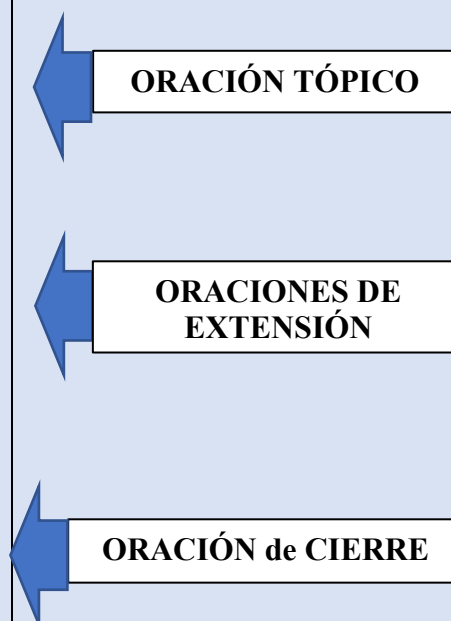 ORACIÓN TÓPICO
ORACIONES DE
EXTENSIÓN
ORACIÓN de CIERRE